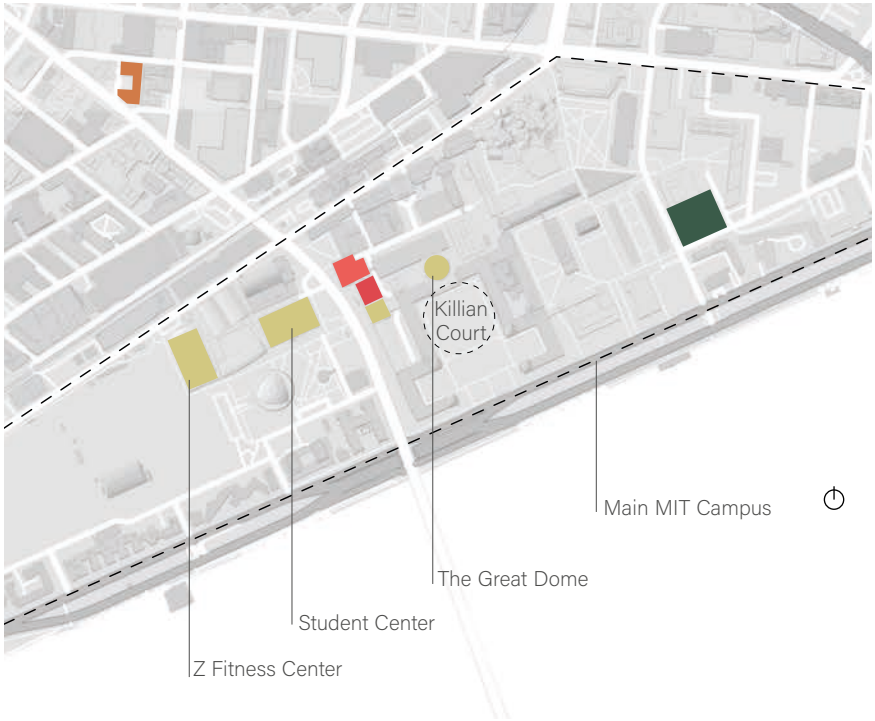 Killian
Court
Main MIT Campus
The Great Dome
Student Center
Z Fitness Center